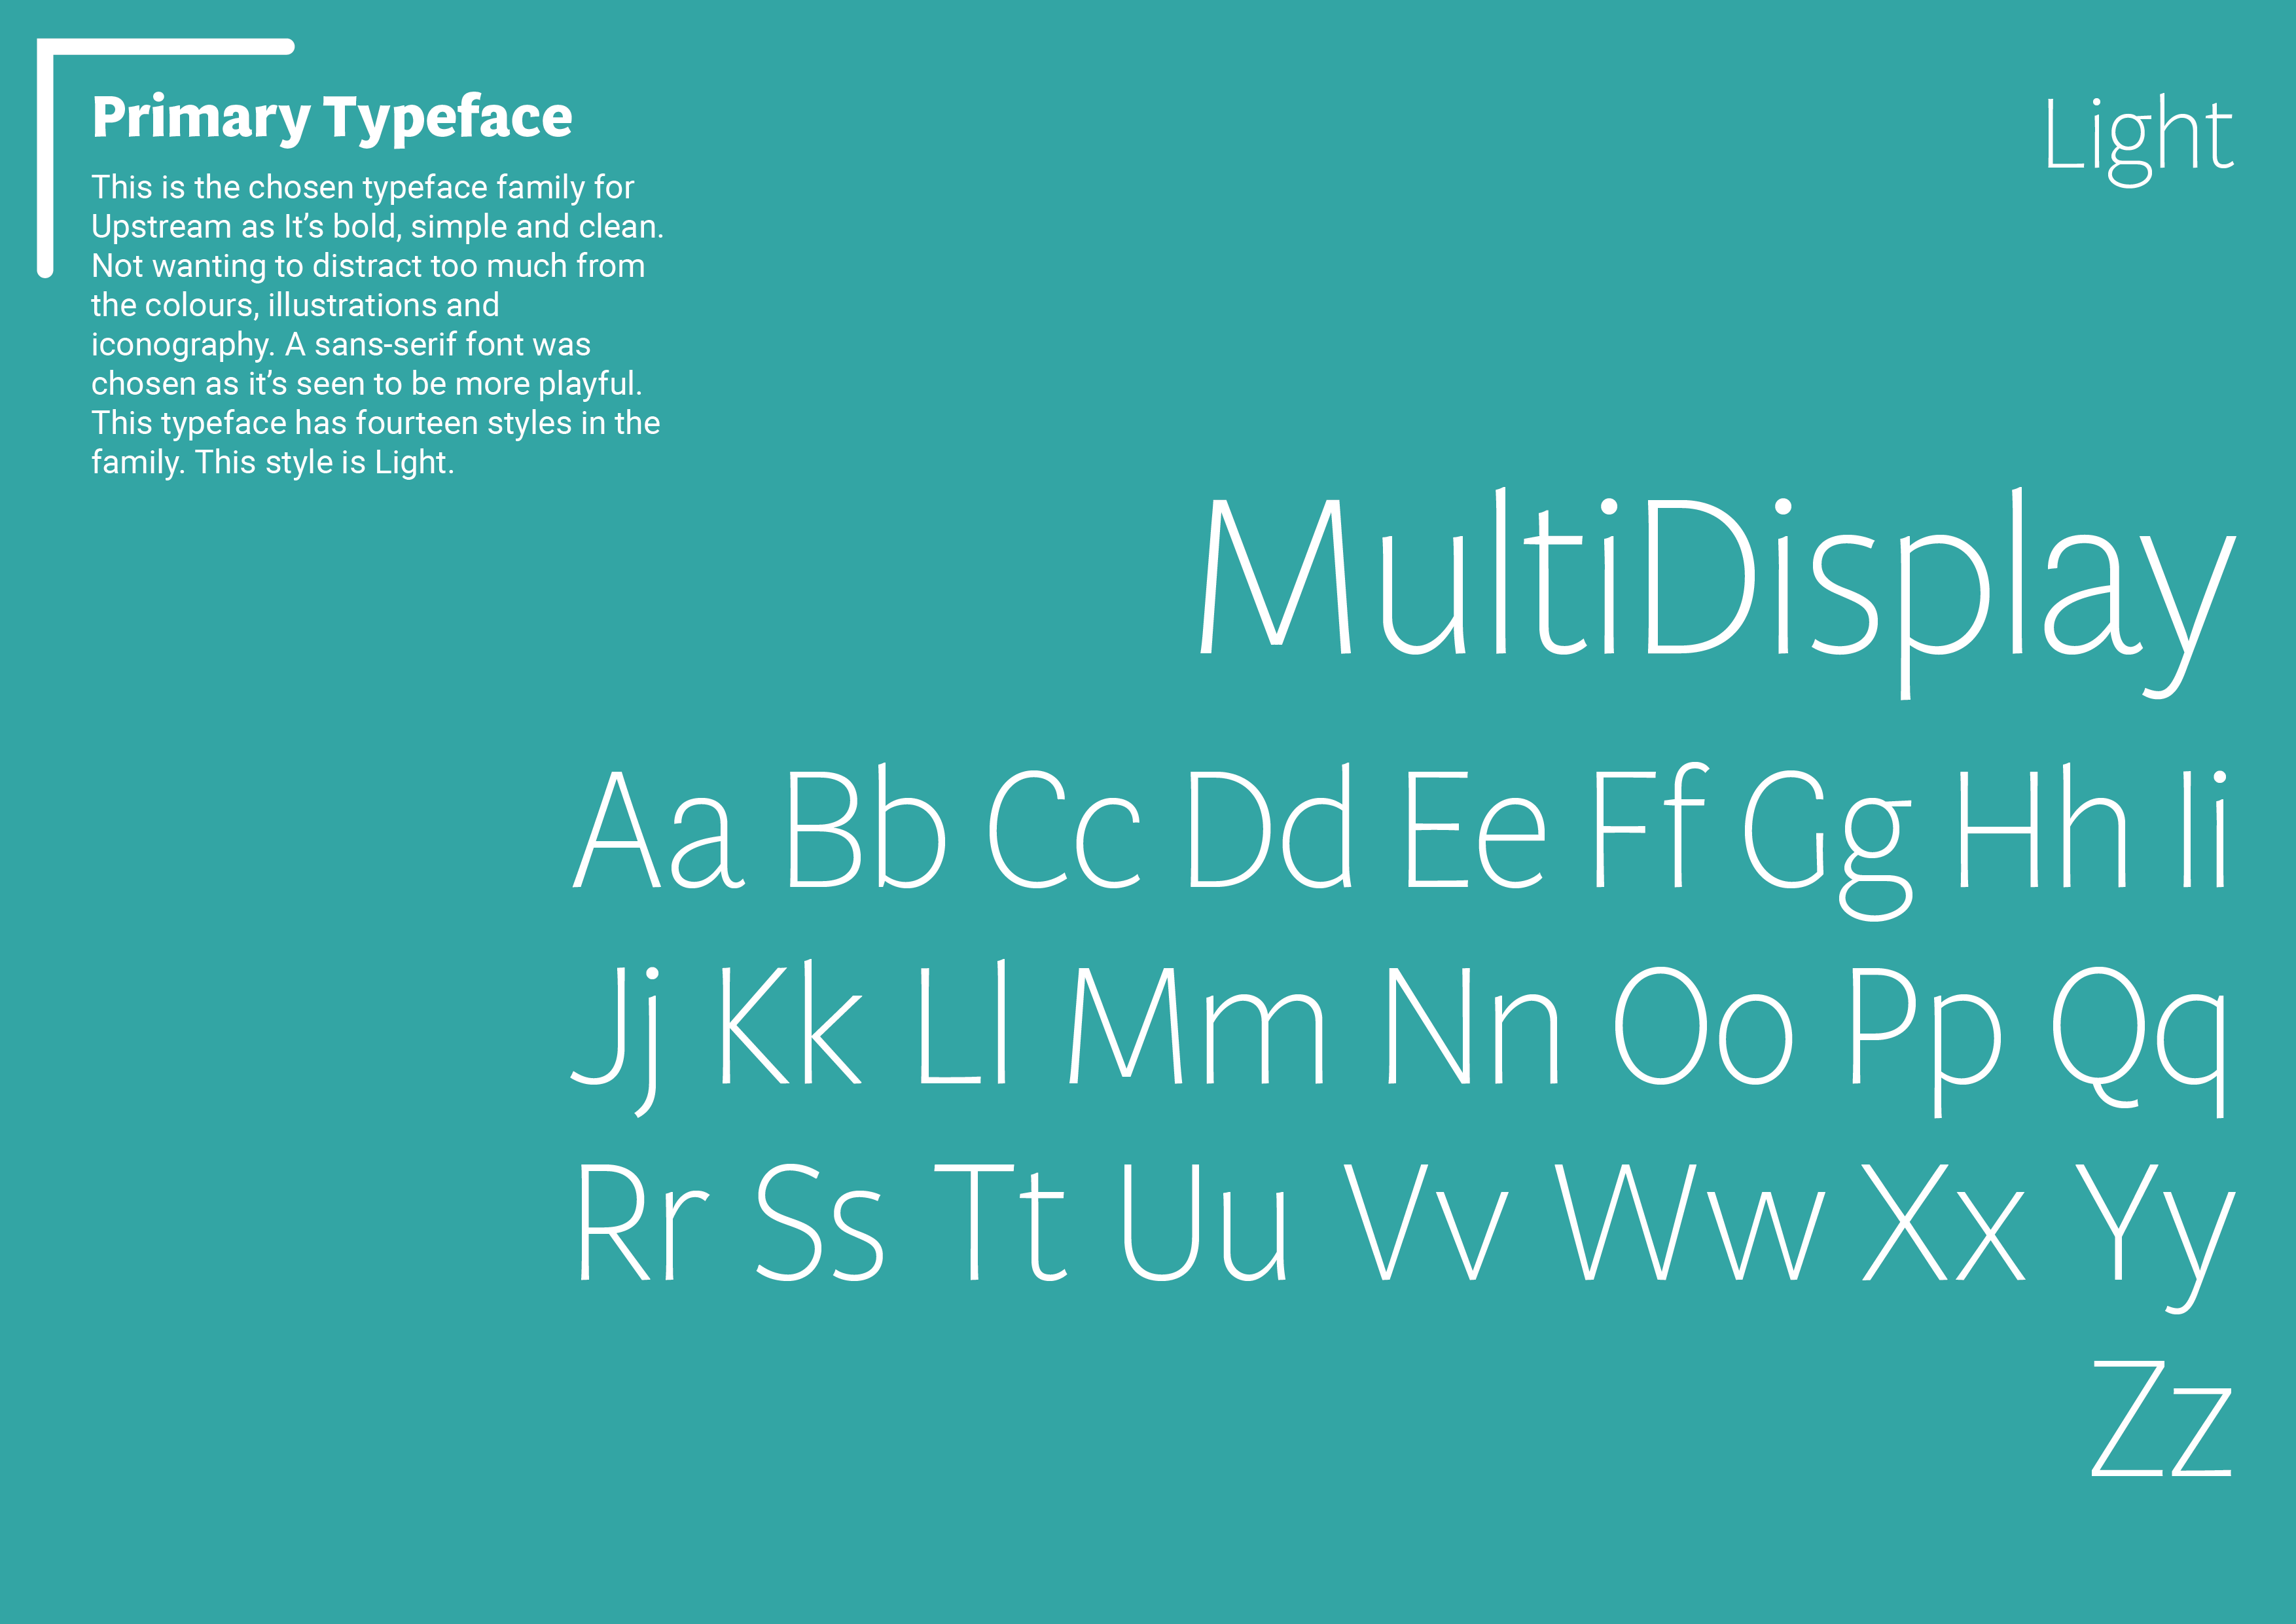 Primary Typeface
This is the chosen typeface family for
Upstream as It’s bold, simple and clean.
Not wanting to distract too much from
the colours, illustrations and
iconography. A sans-serif font was
chosen as it’s seen to be more playful.
This typeface has fourteen styles in the
family. This style is Light.
Light
MultiDisplay
Aa Bb Cc Dd Ee Ff Gg Hh Ii
Jj Kk Ll Mm Nn Oo Pp Qq
Rr Ss Tt Uu Vv Ww Xx Yy
Zz